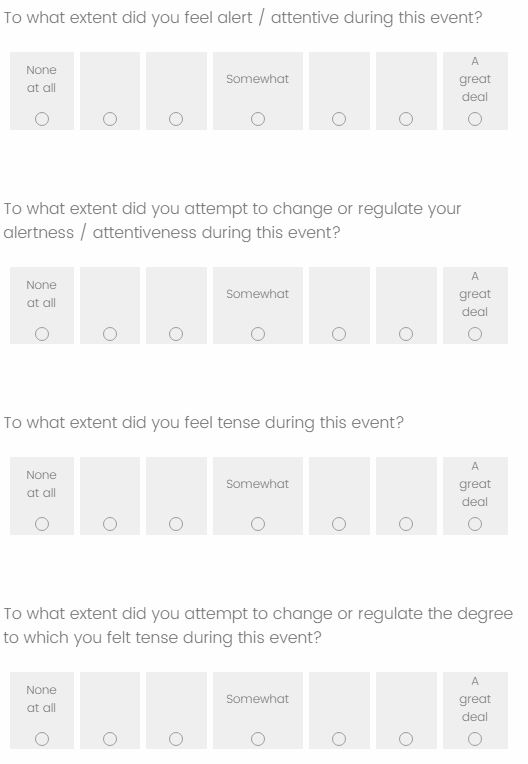 To what extent did you feel alert / attentive during this event?
None
at all
Somewhat
A
great
deal
To what extent did you attempt to change or regulate your
alertness / attentiveness during this event?
None
at all
Somewhat
A
great
deal
To what extent did you feel tense during this event?
None
at all
Somewhat
A
great
deal
To what extent did you attempt to change or regulate the degree
to which you felt tense during this event?
None
at all
Somewhat
A
great
deal